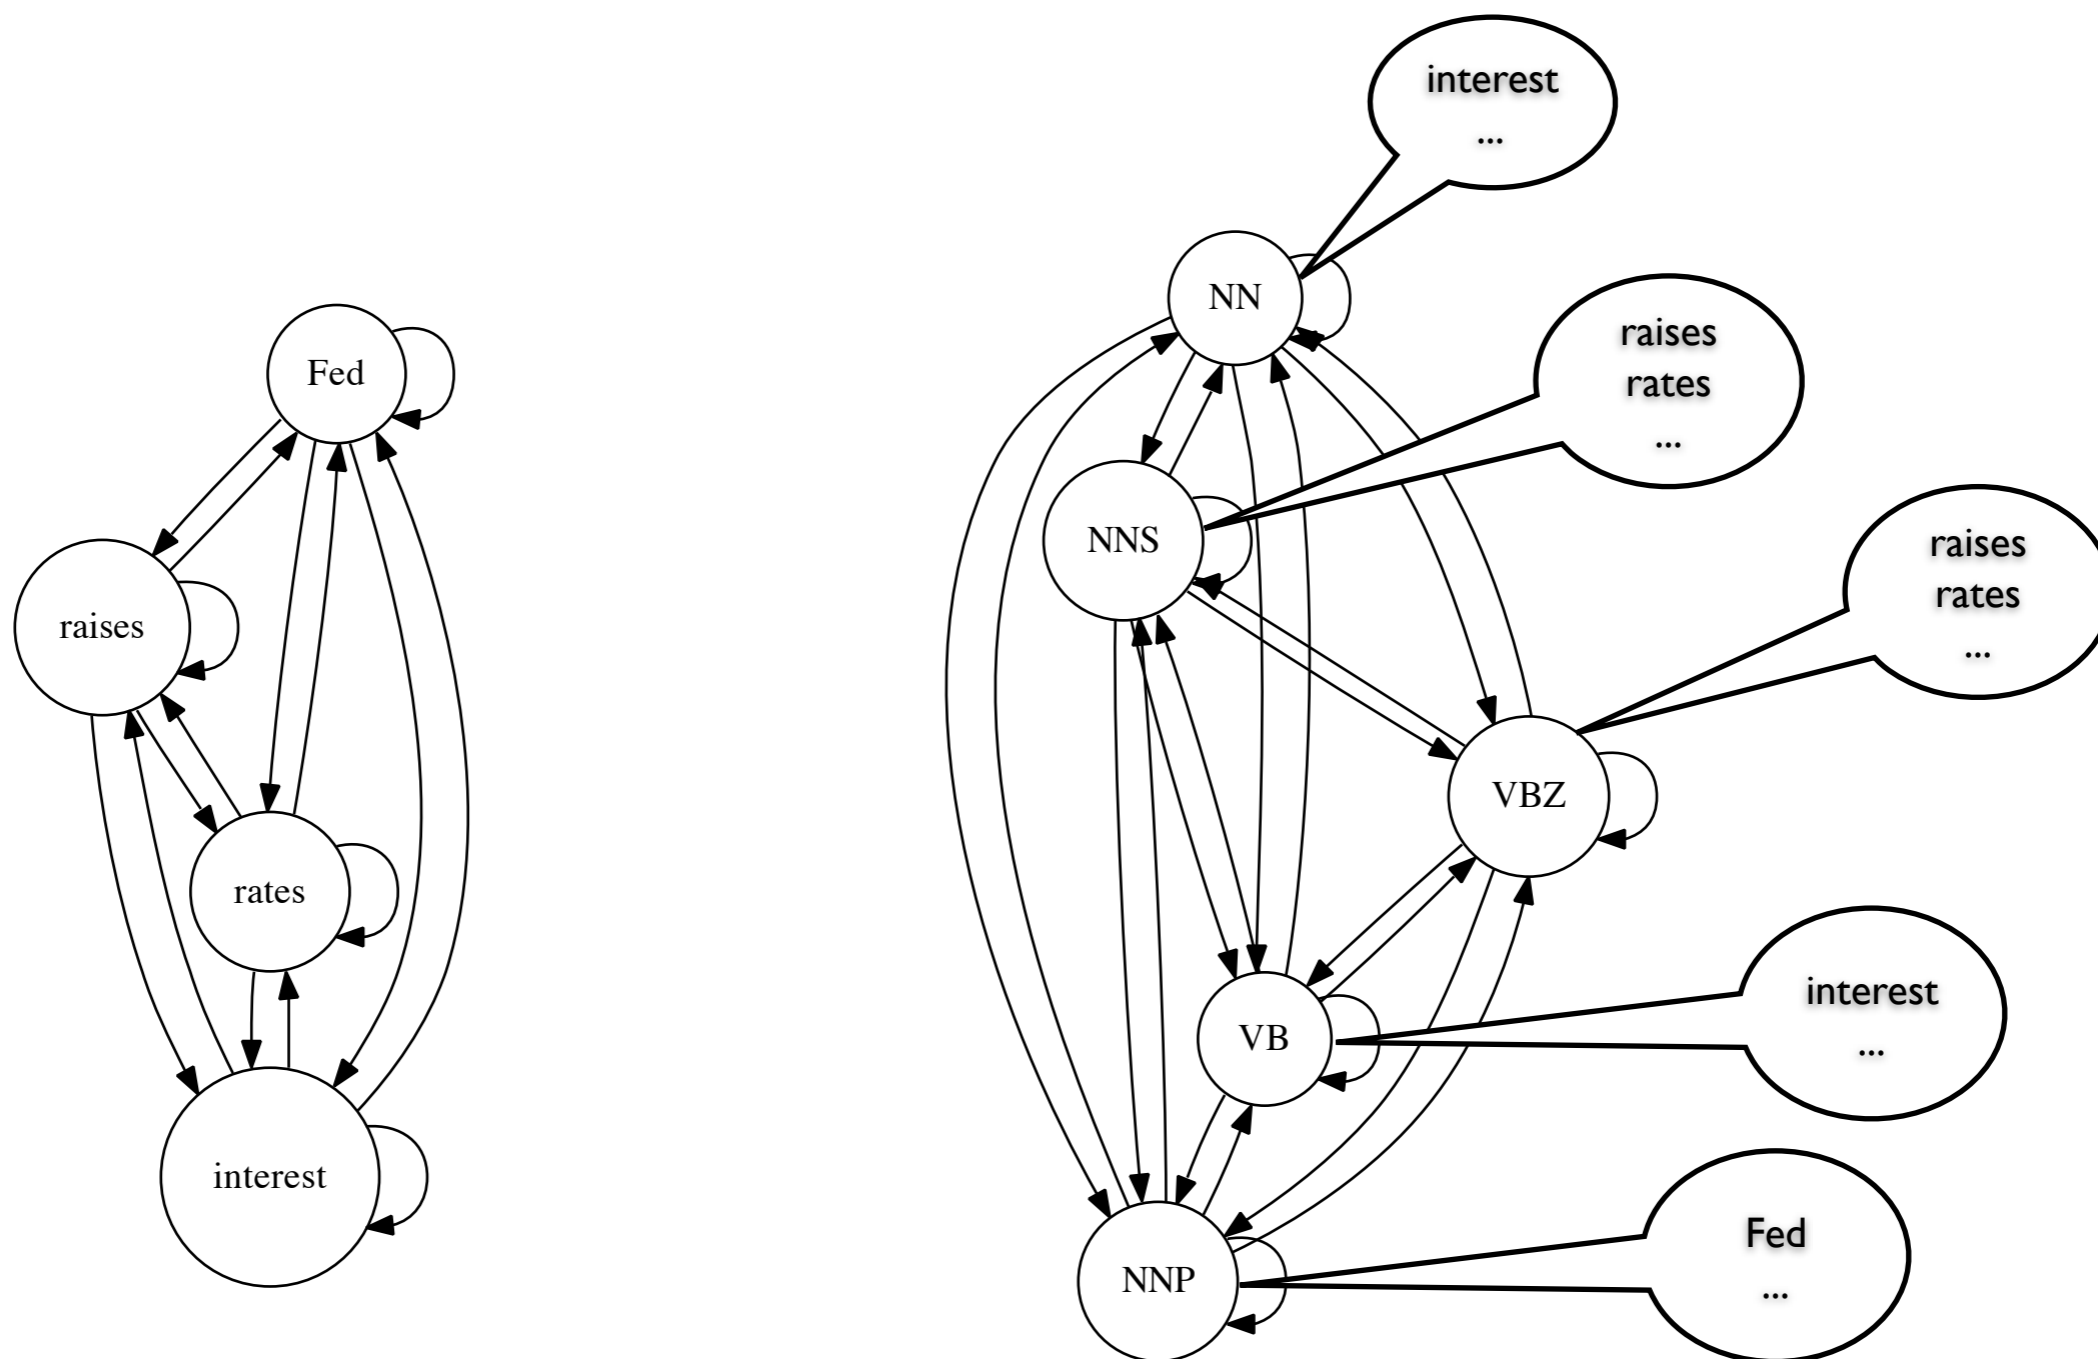 Fed
raises
rates
interest
NN
NNS
VBZ
VB
NNP
interest
...
raises
rates
...
raises
rates
...
interest
...
Fed
...